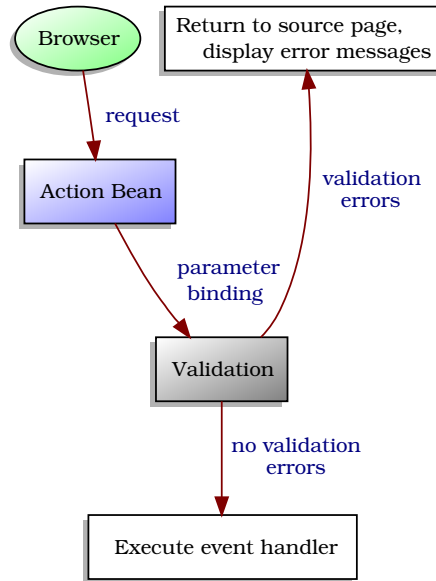 Browser
Return to source page,
display error messages
request
Action Bean
validation
errors
parameter
binding
Validation
no validation
errors
Execute event handler